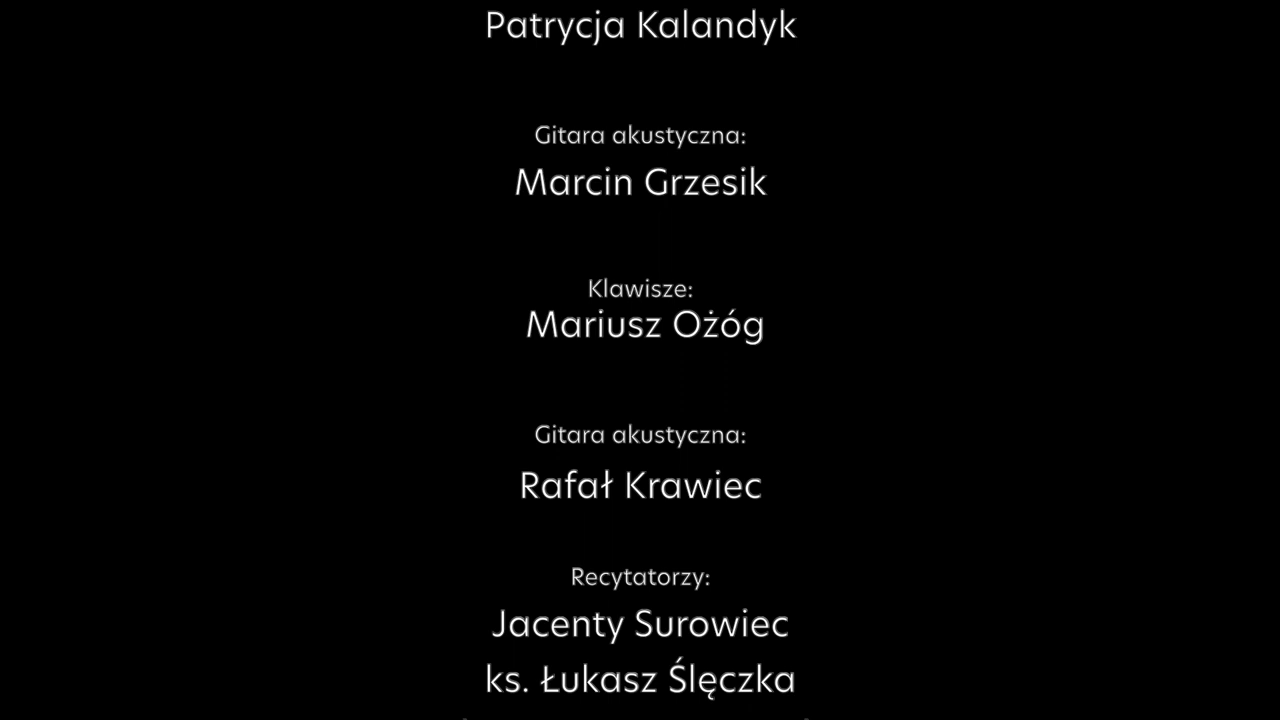 Patrycja Kalandyk
Gitara akustyczna:
Marcin Grzesik
Klawisze:
Mariusz Ożóg
Gitara akustyczna:
Rafał Krawiec
Recytatorzy:
Jacenty Surowiec
ks. Łukasz Ślęczka